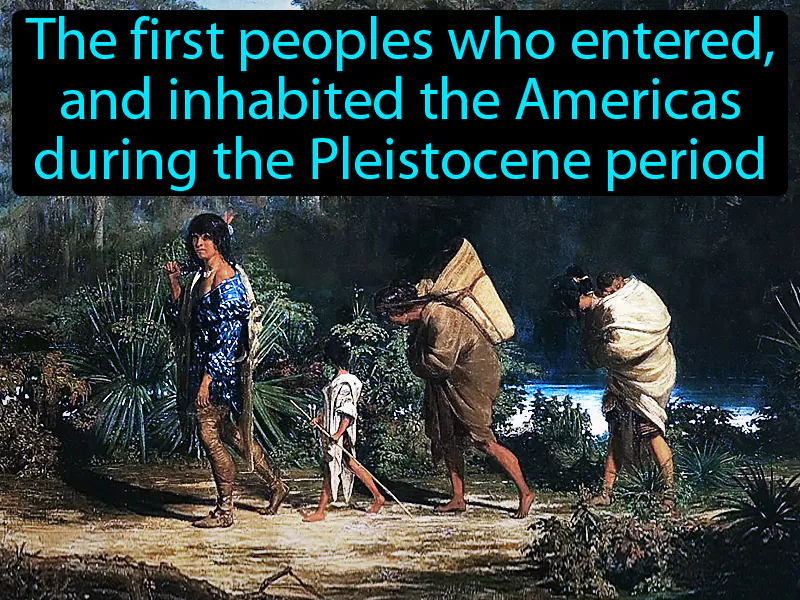 The first peoples who entered,
and inhabited the Americas
during the Pleistocene period